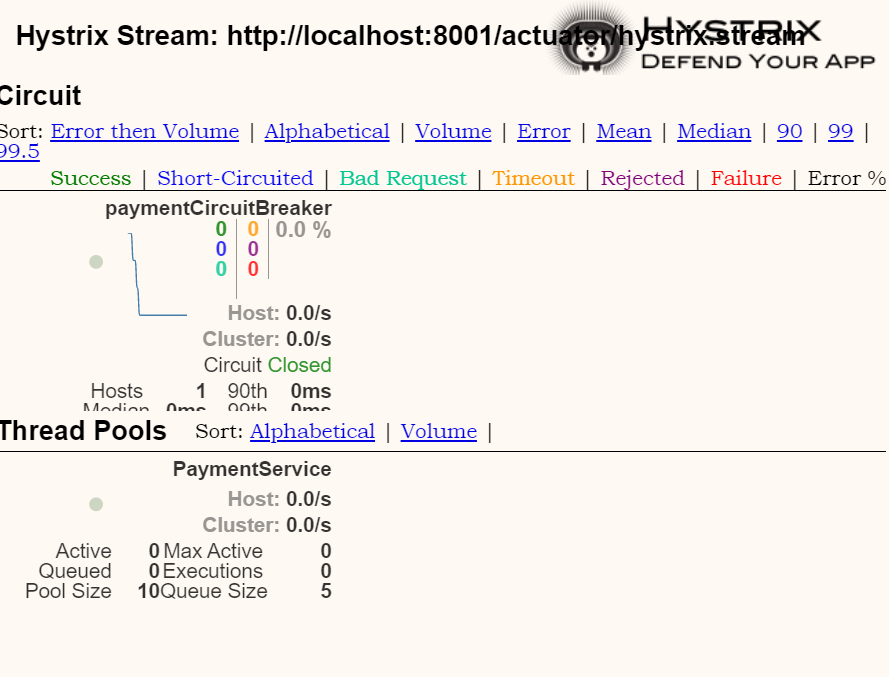 Hystrix Stream: http://localhost:8001/actuator/hystrix.stream
HYSTRIX
DEFEND YOUR APP
Circuit
Sort: Error then Volume | Alphabetical | Volume | Error | Mean | Median | 90 | 99 |
99.5
Success | Short-Circuited | Bad Request | Timeout | Rejected | Failure | Error %
paymentCircuitBreaker
0 0 0.0 %
0 0
0 0
Host: 0.0/s
Cluster: 0.0/s
Circuit Closed
Hosts 1 90th 0ms
Median 0ms 99th 0ms
Thread Pools Sort: Alphabetical | Volume |
PaymentService
Host: 0.0/s
Cluster: 0.0/s
Active 0 Max Active 0
Queued 0 Executions 0
Pool Size 10 Queue Size 5